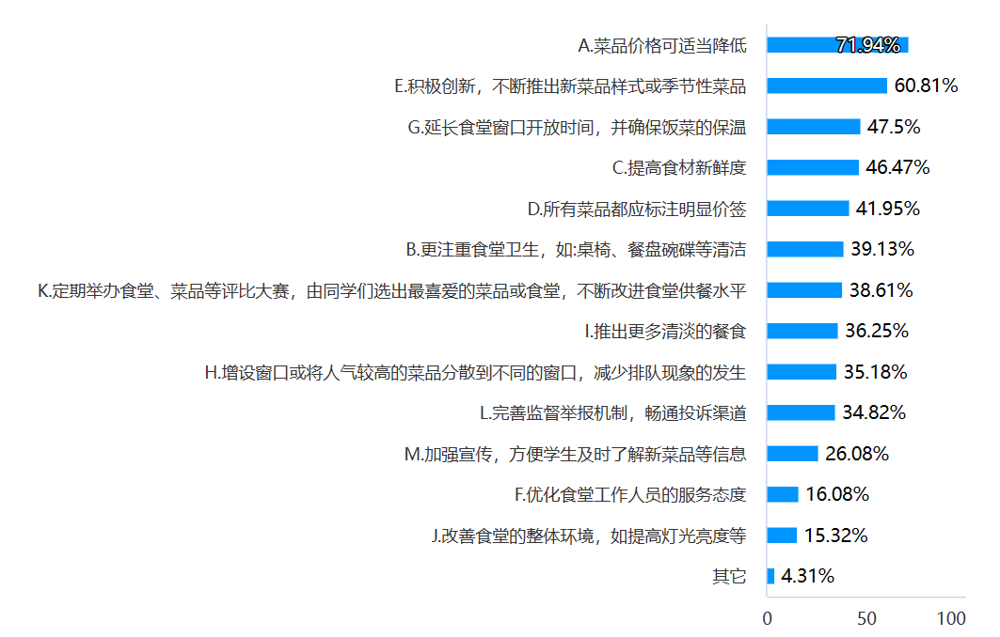 A.菜品价格可适当降低 71.94%
E.积极创新，不断推出新菜品样式或季节性菜品 60.81%
G.延长食堂窗口开放时间，并确保饭菜的保温 47.5%
C.提高食材新鲜度 46.47%
D.所有菜品都应标注明显价签 41.95%
B.更注重食堂卫生，如:桌椅、餐盘碗碟等清洁 39.13%
K.定期举办食堂、菜品等评比大赛，由同学们选出最喜爱的菜品或食堂，不断改进食堂供餐水平 38.61%
I.推出更多清淡的餐食 36.25%
H.增设窗口或将人气较高的菜品分散到不同的窗口，减少排队现象的发生 35.18%
L.完善监督举报机制，畅通投诉渠道 34.82%
M.加强宣传，方便学生及时了解新菜品等信息 26.08%
F.优化食堂工作人员的服务态度 16.08%
J.改善食堂的整体环境，如提高灯光亮度等 15.32%
其它 4.31%
0 50 100